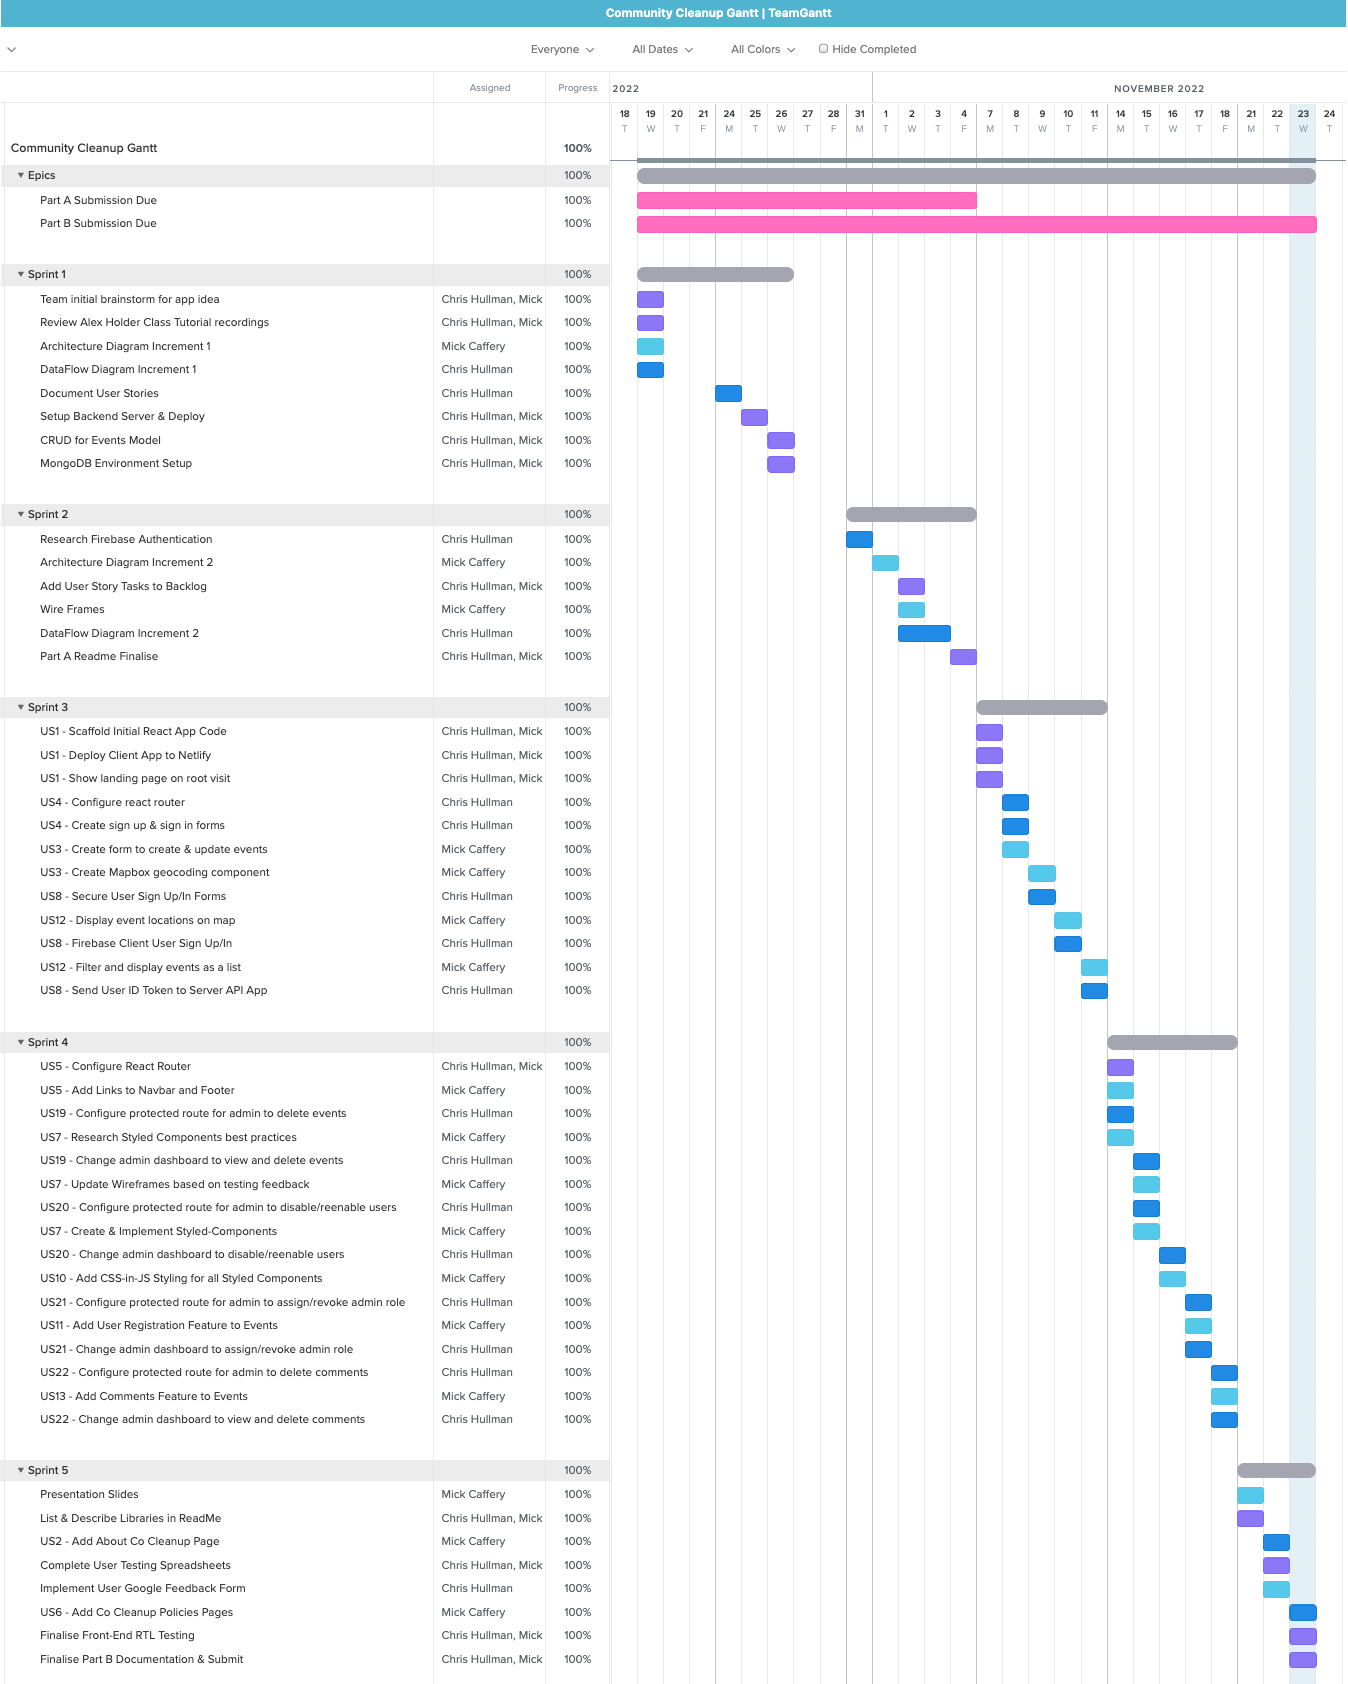 Community Cleanup Gantt | TeamGantt
Everyone All Dates All Colors Hide Completed
Assigned Progress 2022 NOVEMBER 2022
18 19 20 21 24 25 26 27 28 31 1 2 3 4 7 8 9 10 11 14 15 16 17 18 21 22 23 24
T W T F M T W T F M T W T F M T W T F M T W T F M T W T
Community Cleanup Gantt 100%
Epics 100%
Part A Submission Due 100%
Part B Submission Due 100%
Sprint 1 100%
Team initial brainstorm for app idea Chris Hullman, Mick 100%
Review Alex Holder Class Tutorial recordings Chris Hullman, Mick 100%
Architecture Diagram Increment 1 Mick Caffery 100%
DataFlow Diagram Increment 1 Chris Hullman 100%
Document User Stories Chris Hullman 100%
Setup Backend Server & Deploy Chris Hullman, Mick 100%
CRUD for Events Model Chris Hullman, Mick 100%
MongoDB Environment Setup Chris Hullman, Mick 100%
Sprint 2 100%
Research Firebase Authentication Chris Hullman 100%
Architecture Diagram Increment 2 Mick Caffery 100%
Add User Story Tasks to Backlog Chris Hullman, Mick 100%
Wire Frames Mick Caffery 100%
DataFlow Diagram Increment 2 Chris Hullman 100%
Part A Readme Finalise Chris Hullman, Mick 100%
Sprint 3 100%
US1 - Scaffold Initial React App Code Chris Hullman, Mick 100%
US1 - Deploy Client App to Netlify Chris Hullman, Mick 100%
US1 - Show landing page on root visit Chris Hullman, Mick 100%
US4 - Configure react router Chris Hullman 100%
US4 - Create sign up & sign in forms Chris Hullman 100%
US3 - Create form to create & update events Mick Caffery 100%
US3 - Create Mapbox geocoding component Mick Caffery 100%
US8 - Secure User Sign Up/In Forms Chris Hullman 100%
US12 - Display event locations on map Mick Caffery 100%
US8 - Firebase Client User Sign Up/In Chris Hullman 100%
US12 - Filter and display events as a list Mick Caffery 100%
US8 - Send User ID Token to Server API App Chris Hullman 100%
Sprint 4 100%
US5 - Configure React Router Chris Hullman, Mick 100%
US5 - Add Links to Navbar and Footer Mick Caffery 100%
US19 - Configure protected route for admin to delete events Chris Hullman 100%
US7 - Research Styled Components best practices Mick Caffery 100%
US19 - Change admin dashboard to view and delete events Chris Hullman 100%
US7 - Update Wireframes based on testing feedback Mick Caffery 100%
US20 - Configure protected route for admin to disable/reenable users Chris Hullman 100%
US7 - Create & Implement Styled-Components Mick Caffery 100%
US20 - Change admin dashboard to disable/reenable users Chris Hullman 100%
US10 - Add CSS-in-JS Styling for all Styled Components Mick Caffery 100%
US21 - Configure protected route for admin to assign/revoke admin role Chris Hullman 100%
US11 - Add User Registration Feature to Events Mick Caffery 100%
US21 - Change admin dashboard to assign/revoke admin role Chris Hullman 100%
US22 - Configure protected route for admin to delete comments Chris Hullman 100%
US13 - Add Comments Feature to Events Mick Caffery 100%
US22 - Change admin dashboard to view and delete comments Chris Hullman 100%
Sprint 5 100%
Presentation Slides Mick Caffery 100%
List & Describe Libraries in ReadMe Chris Hullman, Mick 100%
US2 - Add About Co Cleanup Page Mick Caffery 100%
Complete User Testing Spreadsheets Chris Hullman, Mick 100%
Implement User Google Feedback Form Chris Hullman 100%
US6 - Add Co Cleanup Policies Pages Mick Caffery 100%
Finalise Front-End RTL Testing Chris Hullman, Mick 100%
Finalise Part B Documentation & Submit Chris Hullman, Mick 100%